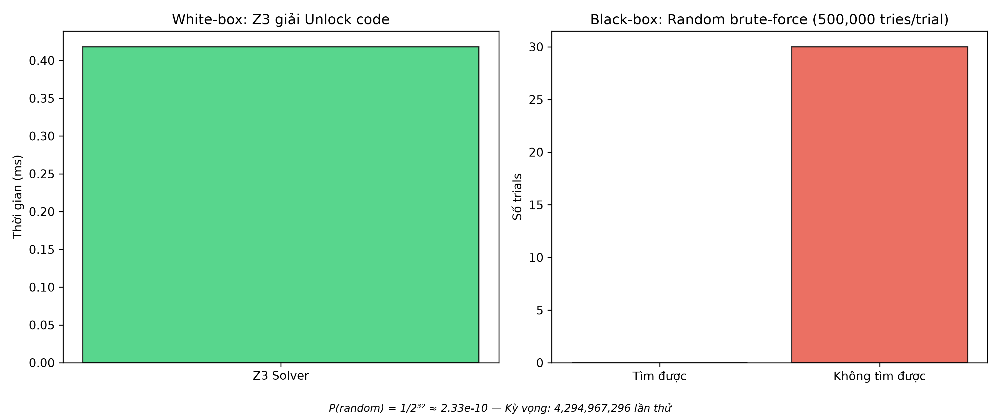 White-box: Z3 giải Unlock code
Thời gian (ms)
0.40
0.35
0.30
0.25
0.20
0.15
0.10
0.05
0.00
Z3 Solver
Black-box: Random brute-force (500,000 tries/trial)
Số trials
30
25
20
15
10
5
0
Tìm được
Không tìm được
P(random) = 1/2³² ≈ 2.33e-10 — Kỳ vọng: 4,294,967,296 lần thử